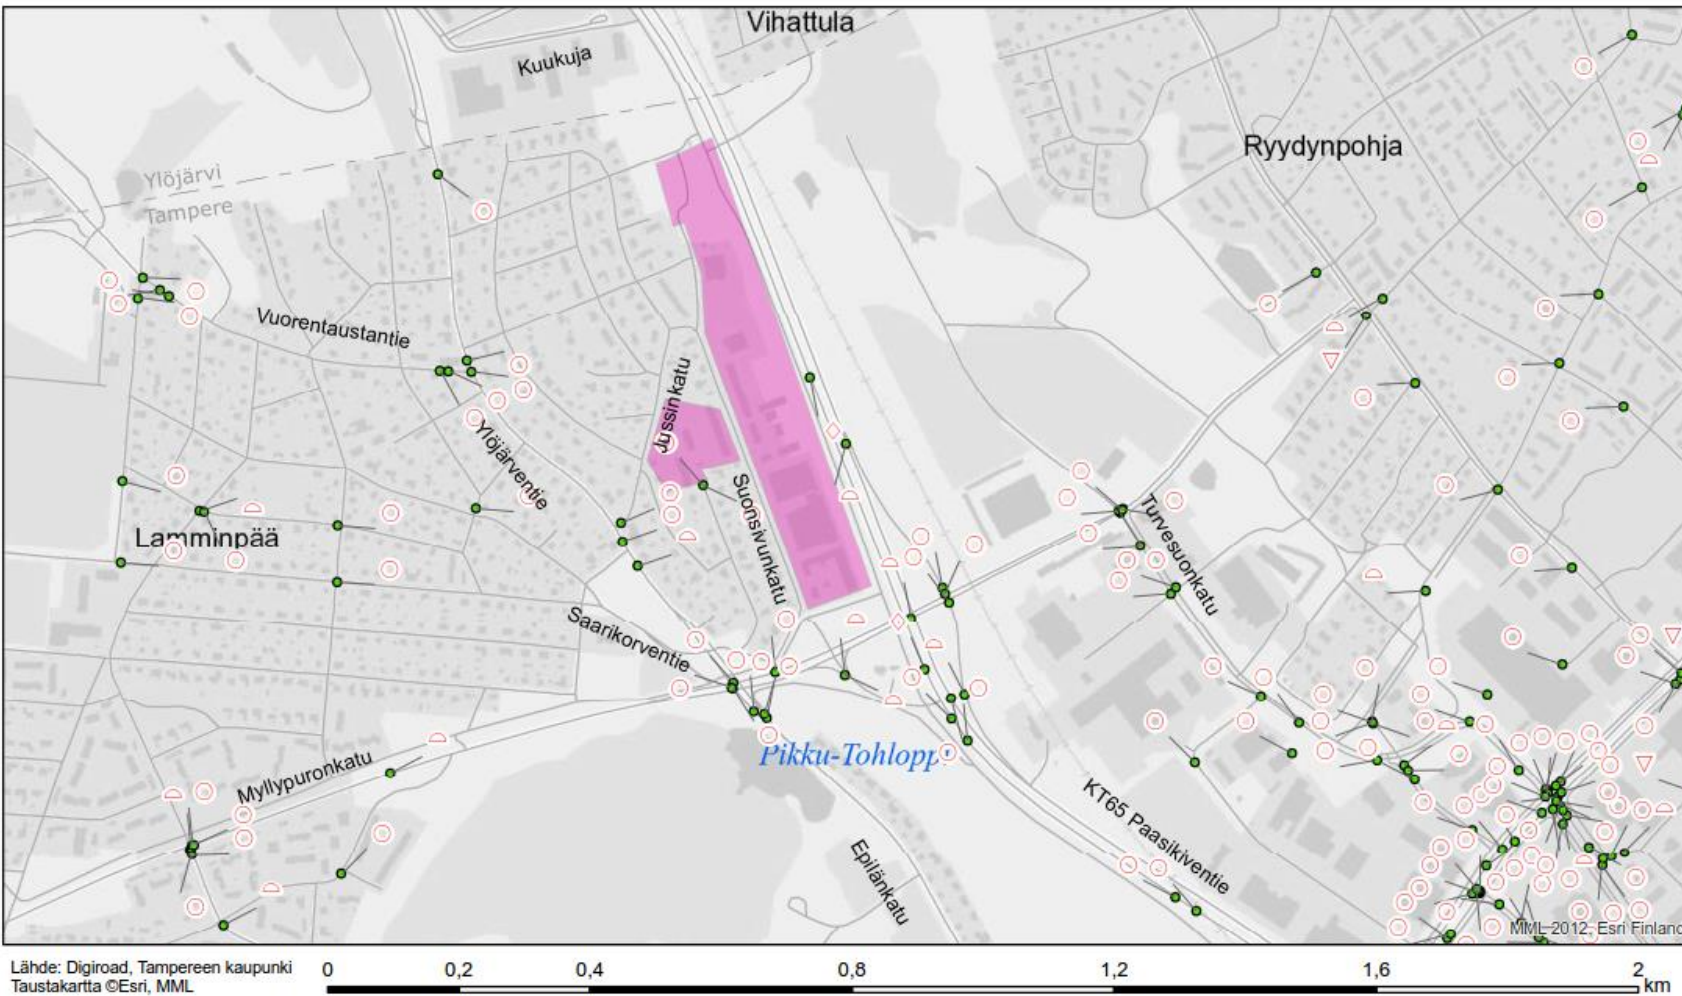 Vihattula
Kuukuja
Ryydynpohja
Ylöjärvi
Tampere
Vuorentaustantie
Jussinkatu
Ylöjärventie
Suonsivunkatu
Turvesuonkatu
Lamminpää
Saarikorventie
Pikku-Tohlopp
Myllypuronkatu
KT65 Paasikiventie
Epilänkatu
MML 2012, Esri Finland
Lähde: Digiroad, Tampereen kaupunki
Taustakartta ©Esri, MML
0 0,2 0,4 0,8 1,2 1,6 2
km